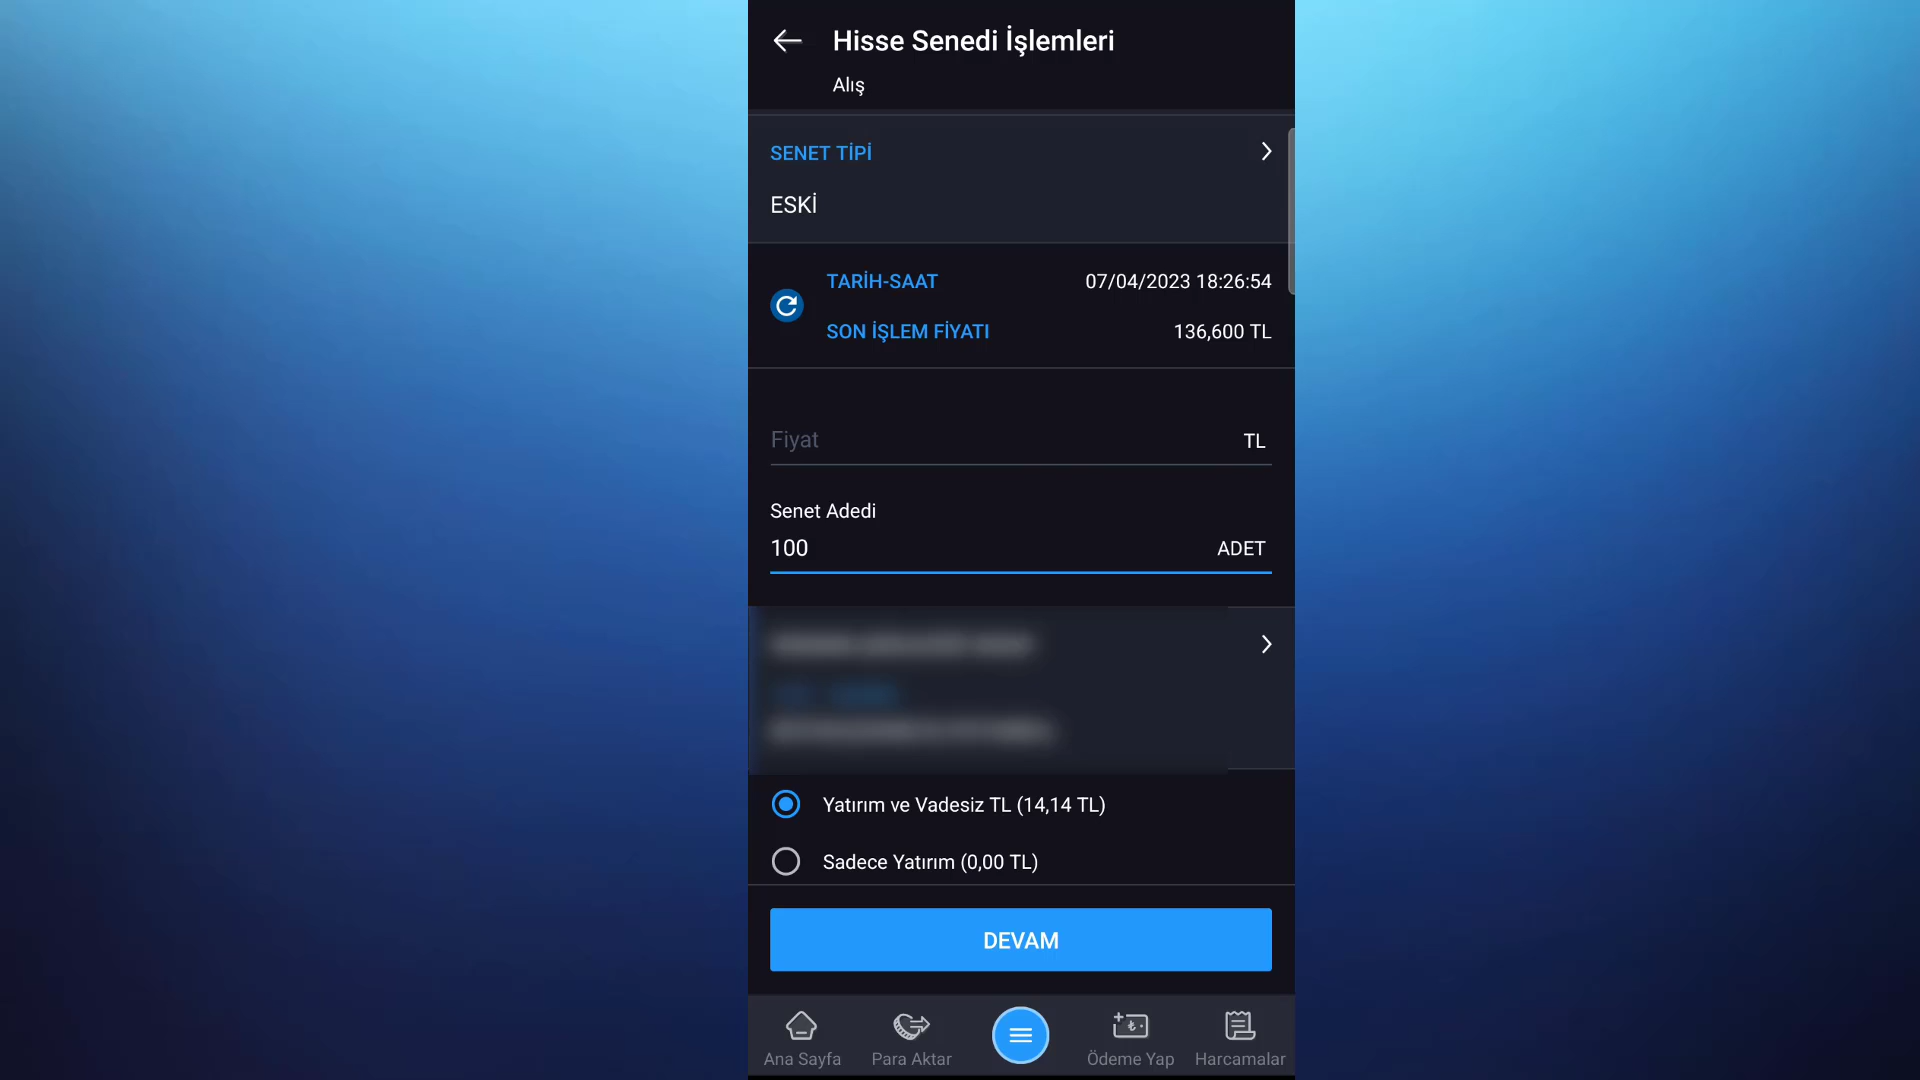 Hisse Senedi İşlemleri
Alış
SENET TİPİ
ESKİ
TARİH-SAAT 07/04/2023 18:26:54
SON İŞLEM FİYATI 136,600 TL
Fiyat TL
Senet Adedi
100 ADET
Yatırım ve Vadesiz TL (14,14 TL)
Sadece Yatırım (0,00 TL)
DEVAM
Ana Sayfa Para Aktar Ödeme Yap Harcamalar